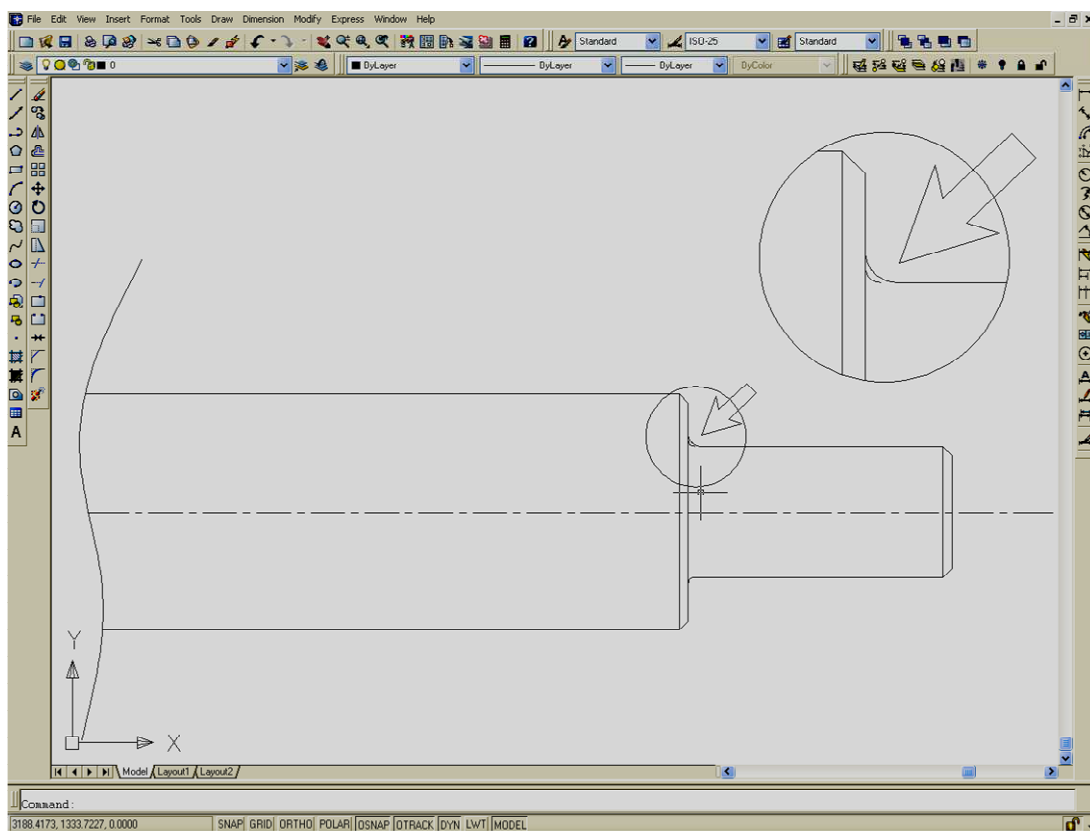 File Edit View Insert Format Tools Draw Dimension Modify Express Window Help
Standard ISO-25 Standard
0 ByLayer ByLayer ByLayer ByColor
A
Y
X
Model Layout1 Layout2
Command:
3188.4173, 1333.7227, 0.0000 SNAP GRID ORTHO POLAR OSNAP OTRACK DYN LWT MODEL